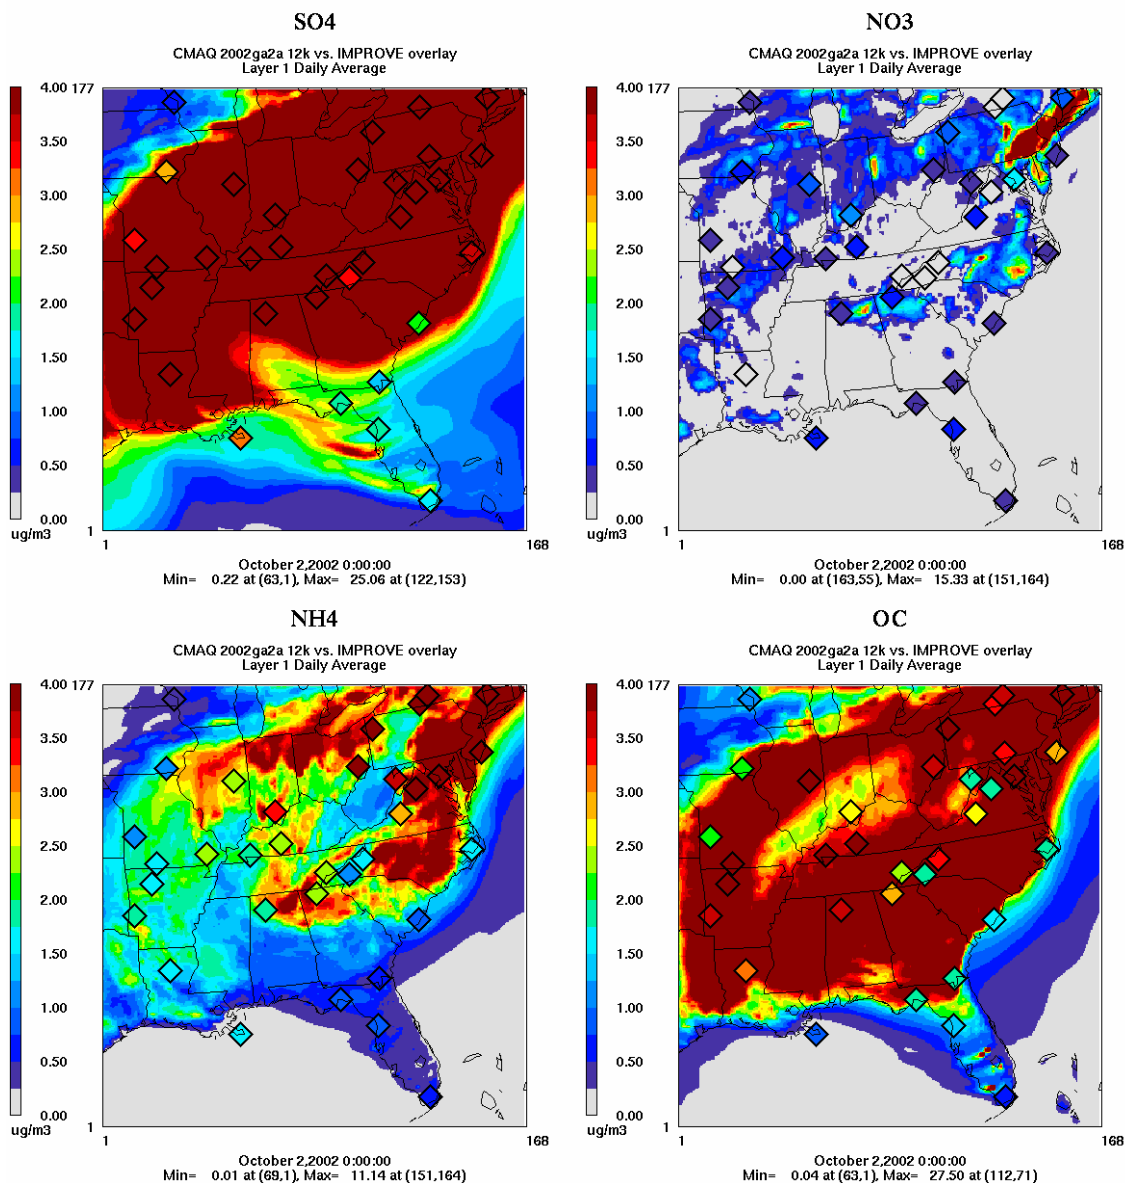 SO4
CMAQ 2002ga2a 12k vs. IMPROVE overlay
Layer 1 Daily Average
4.00 177
3.50
3.00
2.50
2.00
1.50
1.00
0.50
0.00
ug/m3
1
1 168
October 2,2002 0:00:00
Min= 0.22 at (63,1), Max= 25.06 at (122,153)
NO3
CMAQ 2002ga2a 12k vs. IMPROVE overlay
Layer 1 Daily Average
4.00 177
3.50
3.00
2.50
2.00
1.50
1.00
0.50
0.00
ug/m3
1
1 168
October 2,2002 0:00:00
Min= 0.00 at (163,55), Max= 15.33 at (151,164)
NH4
CMAQ 2002ga2a 12k vs. IMPROVE overlay
Layer 1 Daily Average
4.00 177
3.50
3.00
2.50
2.00
1.50
1.00
0.50
0.00
ug/m3
1
1 168
October 2,2002 0:00:00
Min= 0.01 at (69,1), Max= 11.14 at (151,164)
OC
CMAQ 2002ga2a 12k vs. IMPROVE overlay
Layer 1 Daily Average
4.00 177
3.50
3.00
2.50
2.00
1.50
1.00
0.50
0.00
ug/m3
1
1 168
October 2,2002 0:00:00
Min= 0.04 at (63,1), Max= 27.50 at (112,71)